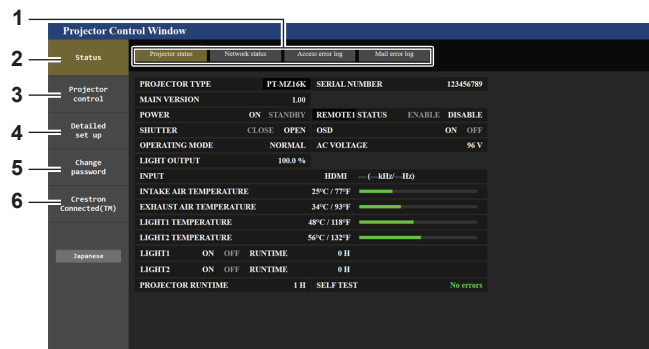 1
Projector Control Window
2
Status
Projector status Network status Access error log Mail error log
3
Projector
control
4
Detailed
set up
5
Change
password
6
Crestron
Connected(TM)
Japanese
PROJECTOR TYPE PT-MZ16K SERIAL NUMBER 123456789
MAIN VERSION 1.00
POWER ON STANDBY REMOTE1 STATUS ENABLE DISABLE
SHUTTER CLOSE OPEN OSD ON OFF
OPERATING MODE NORMAL AC VOLTAGE 96 V
LIGHT OUTPUT 100.0 %
INPUT HDMI --- (---kHz/---Hz)
INTAKE AIR TEMPERATURE 25°C / 77°F
EXHAUST AIR TEMPERATURE 34°C / 93°F
LIGHT1 TEMPERATURE 48°C / 118°F
LIGHT2 TEMPERATURE 56°C / 132°F
LIGHT1 ON OFF RUNTIME 0 H
LIGHT2 ON OFF RUNTIME 0 H
PROJECTOR RUNTIME 1 H SELF TEST No errors